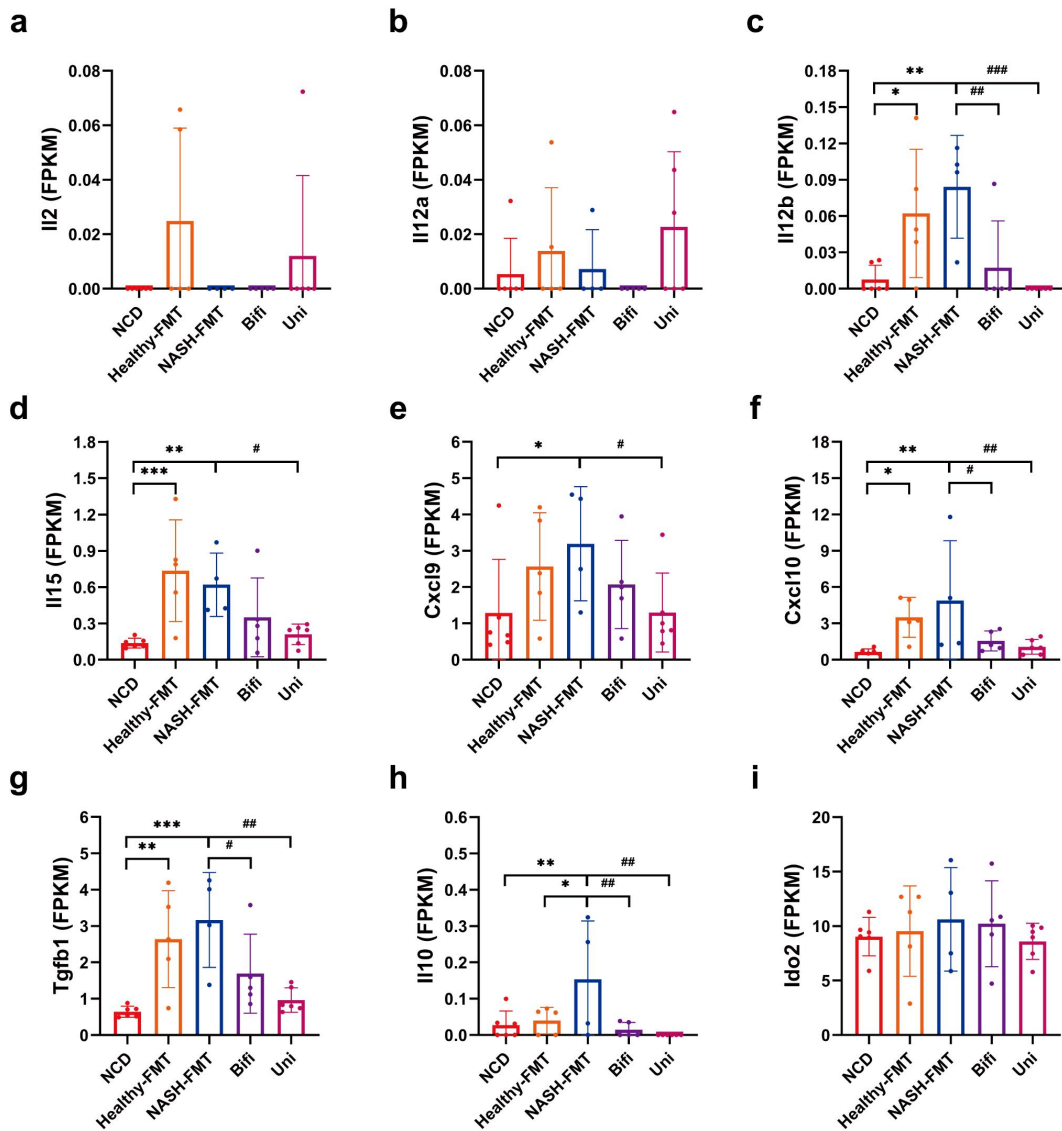 a
Il2 (FPKM)
0.08
0.06
0.04
0.02
0.00
NCD
Healthy-FMT
NASH-FMT
Bifi
Uni
b
Il12a (FPKM)
0.08
0.06
0.04
0.02
0.00
NCD
Healthy-FMT
NASH-FMT
Bifi
Uni
c
Il12b (FPKM)
0.18
0.15
0.12
0.09
0.06
0.03
0.00
** ###
* ##
NCD
Healthy-FMT
NASH-FMT
Bifi
Uni
d
Il15 (FPKM)
1.8
1.5
1.2
0.9
0.6
0.3
0.0
** #
***
NCD
Healthy-FMT
NASH-FMT
Bifi
Uni
e
Cxcl9 (FPKM)
6
5
4
3
2
1
0
* #
NCD
Healthy-FMT
NASH-FMT
Bifi
Uni
f
Cxcl10 (FPKM)
18
15
12
9
6
3
0
** ##
* #
NCD
Healthy-FMT
NASH-FMT
Bifi
Uni
g
Tgfb1 (FPKM)
6
5
4
3
2
1
0
*** ##
** #
NCD
Healthy-FMT
NASH-FMT
Bifi
Uni
h
Il10 (FPKM)
0.6
0.5
0.4
0.3
0.2
0.1
0.0
** ##
* ##
NCD
Healthy-FMT
NASH-FMT
Bifi
Uni
i
Ido2 (FPKM)
20
15
10
5
0
NCD
Healthy-FMT
NASH-FMT
Bifi
Uni